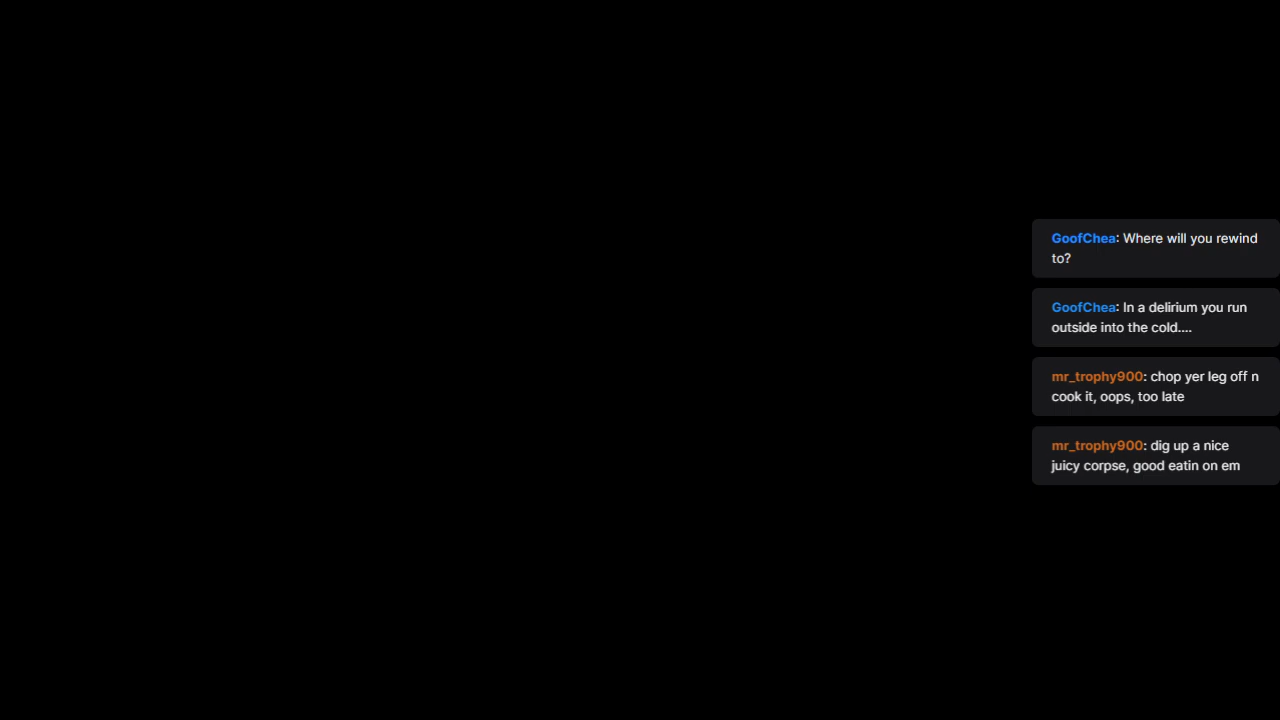 GoofChea: Where will you rewind
to?
GoofChea: In a delirium you run
outside into the cold....
mr_trophy900: chop yer leg off n
cook it, oops, too late
mr_trophy900: dig up a nice
juicy corpse, good eatin on em